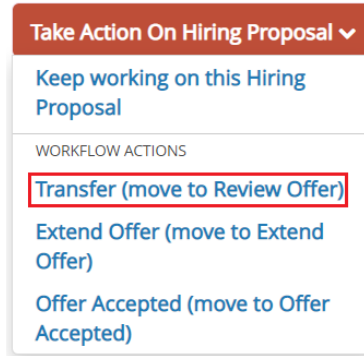 Take Action On Hiring Proposal
Keep working on this Hiring
Proposal
WORKFLOW ACTIONS
Transfer (move to Review Offer)
Extend Offer (move to Extend
Offer)
Offer Accepted (move to Offer
Accepted)